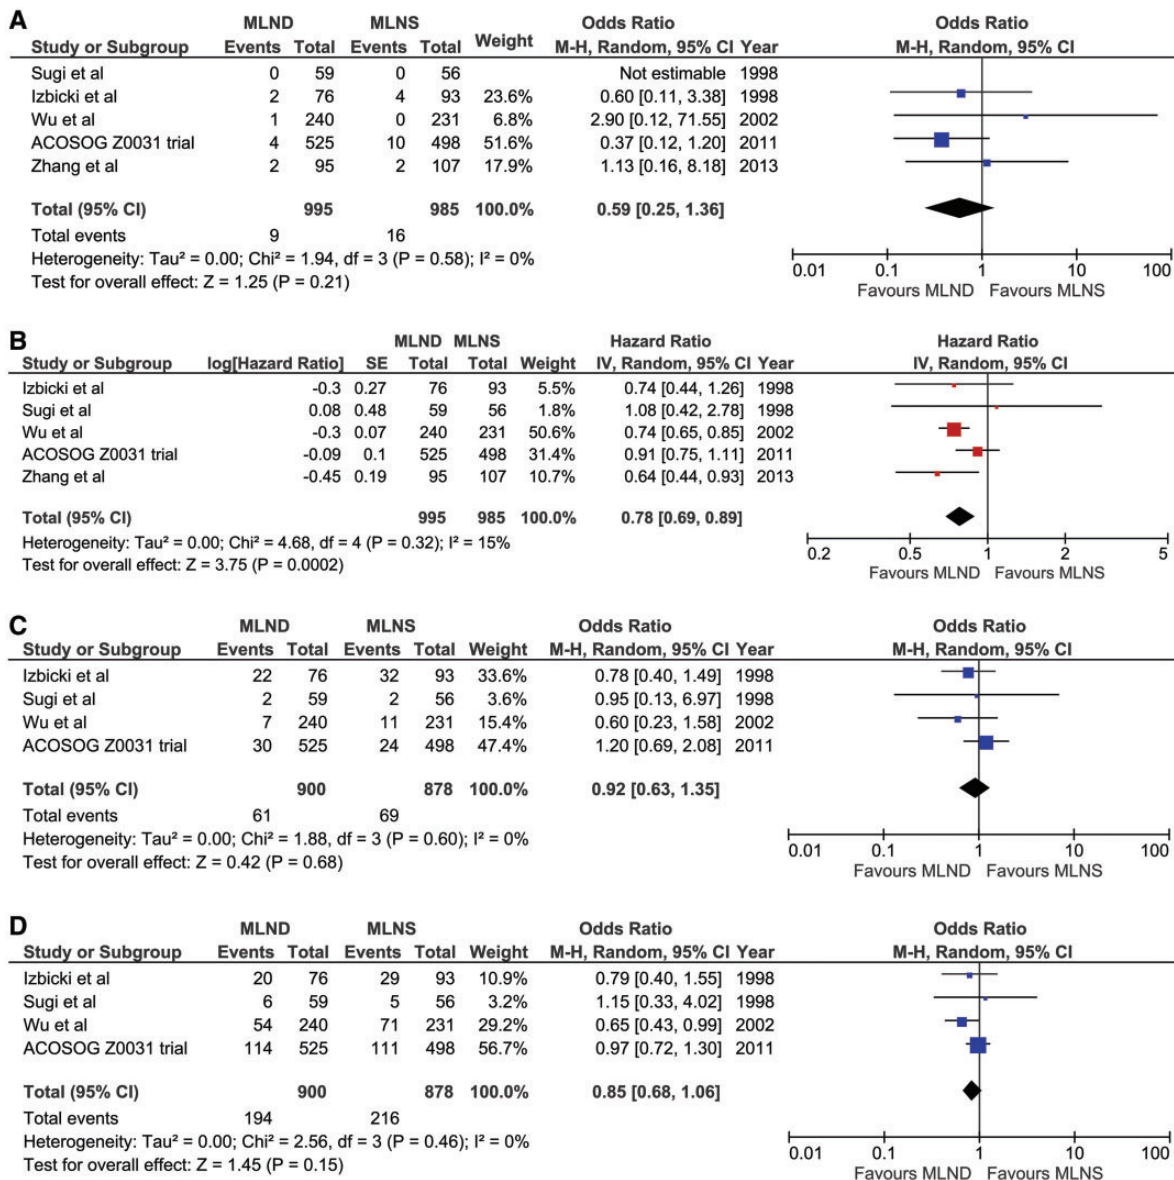 A
MLND MLNS Odds Ratio Odds Ratio
Study or Subgroup Events Total Events Total Weight M-H, Random, 95% CI Year M-H, Random, 95% CI
Sugi et al 0 59 0 56 Not estimable 1998
Izbicki et al 2 76 4 93 23.6% 0.60 [0.11, 3.38] 1998
Wu et al 1 240 0 231 6.8% 2.90 [0.12, 71.55] 2002
ACOSOG Z0031 trial 4 525 10 498 51.6% 0.37 [0.12, 1.20] 2011
Zhang et al 2 95 2 107 17.9% 1.13 [0.16, 8.18] 2013
Total (95% CI) 995 985 100.0% 0.59 [0.25, 1.36]
Total events 9 16
Heterogeneity: Tau² = 0.00; Chi² = 1.94, df = 3 (P = 0.58); I² = 0%
Test for overall effect: Z = 1.25 (P = 0.21)
0.01 0.1 1 10 100
Favours MLND Favours MLNS
B
MLND MLNS Hazard Ratio Hazard Ratio
Study or Subgroup log[Hazard Ratio] SE Total Total Weight IV, Random, 95% CI Year IV, Random, 95% CI
Izbicki et al -0.3 0.27 76 93 5.5% 0.74 [0.44, 1.26] 1998
Sugi et al 0.08 0.48 59 56 1.8% 1.08 [0.42, 2.78] 1998
Wu et al -0.3 0.07 240 231 50.6% 0.74 [0.65, 0.85] 2002
ACOSOG Z0031 trial -0.09 0.1 525 498 31.4% 0.91 [0.75, 1.11] 2011
Zhang et al -0.45 0.19 95 107 10.7% 0.64 [0.44, 0.93] 2013
Total (95% CI) 995 985 100.0% 0.78 [0.69, 0.89]
Heterogeneity: Tau² = 0.00; Chi² = 4.68, df = 4 (P = 0.32); I² = 15%
Test for overall effect: Z = 3.75 (P = 0.0002)
0.2 0.5 1 2 5
Favours MLND Favours MLNS
C
MLND MLNS Odds Ratio Odds Ratio
Study or Subgroup Events Total Events Total Weight M-H, Random, 95% CI Year M-H, Random, 95% CI
Izbicki et al 22 76 32 93 33.6% 0.78 [0.40, 1.49] 1998
Sugi et al 2 59 2 56 3.6% 0.95 [0.13, 6.97] 1998
Wu et al 7 240 11 231 15.4% 0.60 [0.23, 1.58] 2002
ACOSOG Z0031 trial 30 525 24 498 47.4% 1.20 [0.69, 2.08] 2011
Total (95% CI) 900 878 100.0% 0.92 [0.63, 1.35]
Total events 61 69
Heterogeneity: Tau² = 0.00; Chi² = 1.88, df = 3 (P = 0.60); I² = 0%
Test for overall effect: Z = 0.42 (P = 0.68)
0.01 0.1 1 10 100
Favours MLND Favours MLNS
D
MLND MLNS Odds Ratio Odds Ratio
Study or Subgroup Events Total Events Total Weight M-H, Random, 95% CI Year M-H, Random, 95% CI
Izbicki et al 20 76 29 93 10.9% 0.79 [0.40, 1.55] 1998
Sugi et al 6 59 5 56 3.2% 1.15 [0.33, 4.02] 1998
Wu et al 54 240 71 231 29.2% 0.65 [0.43, 0.99] 2002
ACOSOG Z0031 trial 114 525 111 498 56.7% 0.97 [0.72, 1.30] 2011
Total (95% CI) 900 878 100.0% 0.85 [0.68, 1.06]
Total events 194 216
Heterogeneity: Tau² = 0.00; Chi² = 2.56, df = 3 (P = 0.46); I² = 0%
Test for overall effect: Z = 1.45 (P = 0.15)
0.01 0.1 1 10 100
Favours MLND Favours MLNS